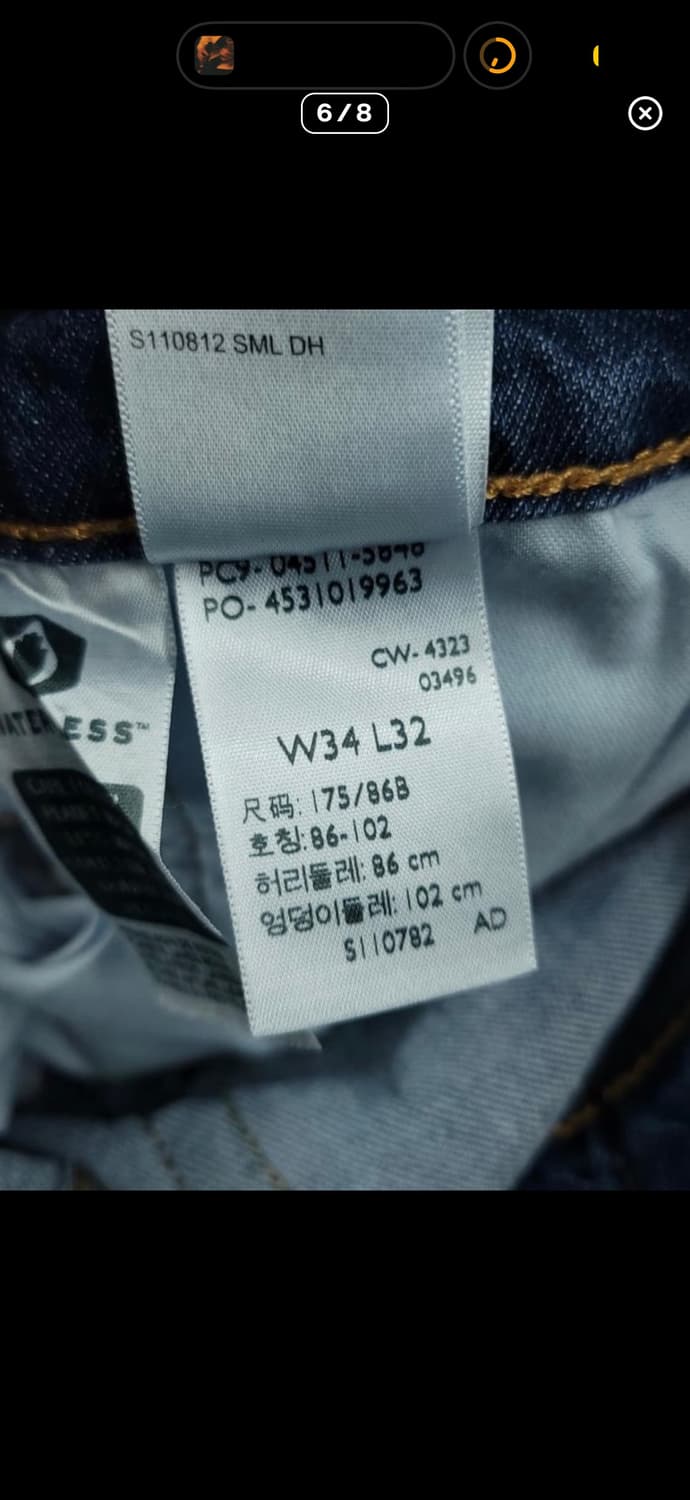 6/8
S110812 SML DH
PO- 4531019963
CW- 4323
03496
W34 L32
尺码: 175/86B
호칭:86-102
허리둘레: 86 cm
엉덩이둘레: 102 cm
S110782 AD
ESS™